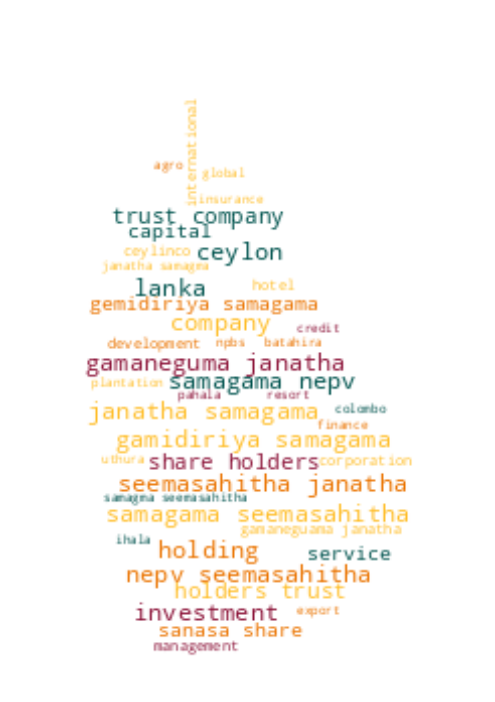 international
agro
global
insurance
trust company
capital
ceylinco ceylon
janatha samagma
lanka hotel
gemidiriya samagama
company credit
development npbs batahira
gamaneguma janatha
plantation samagama nepv
pahala resort
janatha samagama colombo
finance
gamidiriya samagama
uthura share holders corporation
seemasahitha janatha
samagma seemasahitha
samagama seemasahitha
gamaneguama janatha
ihala holding service
nepv seemasahitha
holders trust
investment export
sanasa share
management